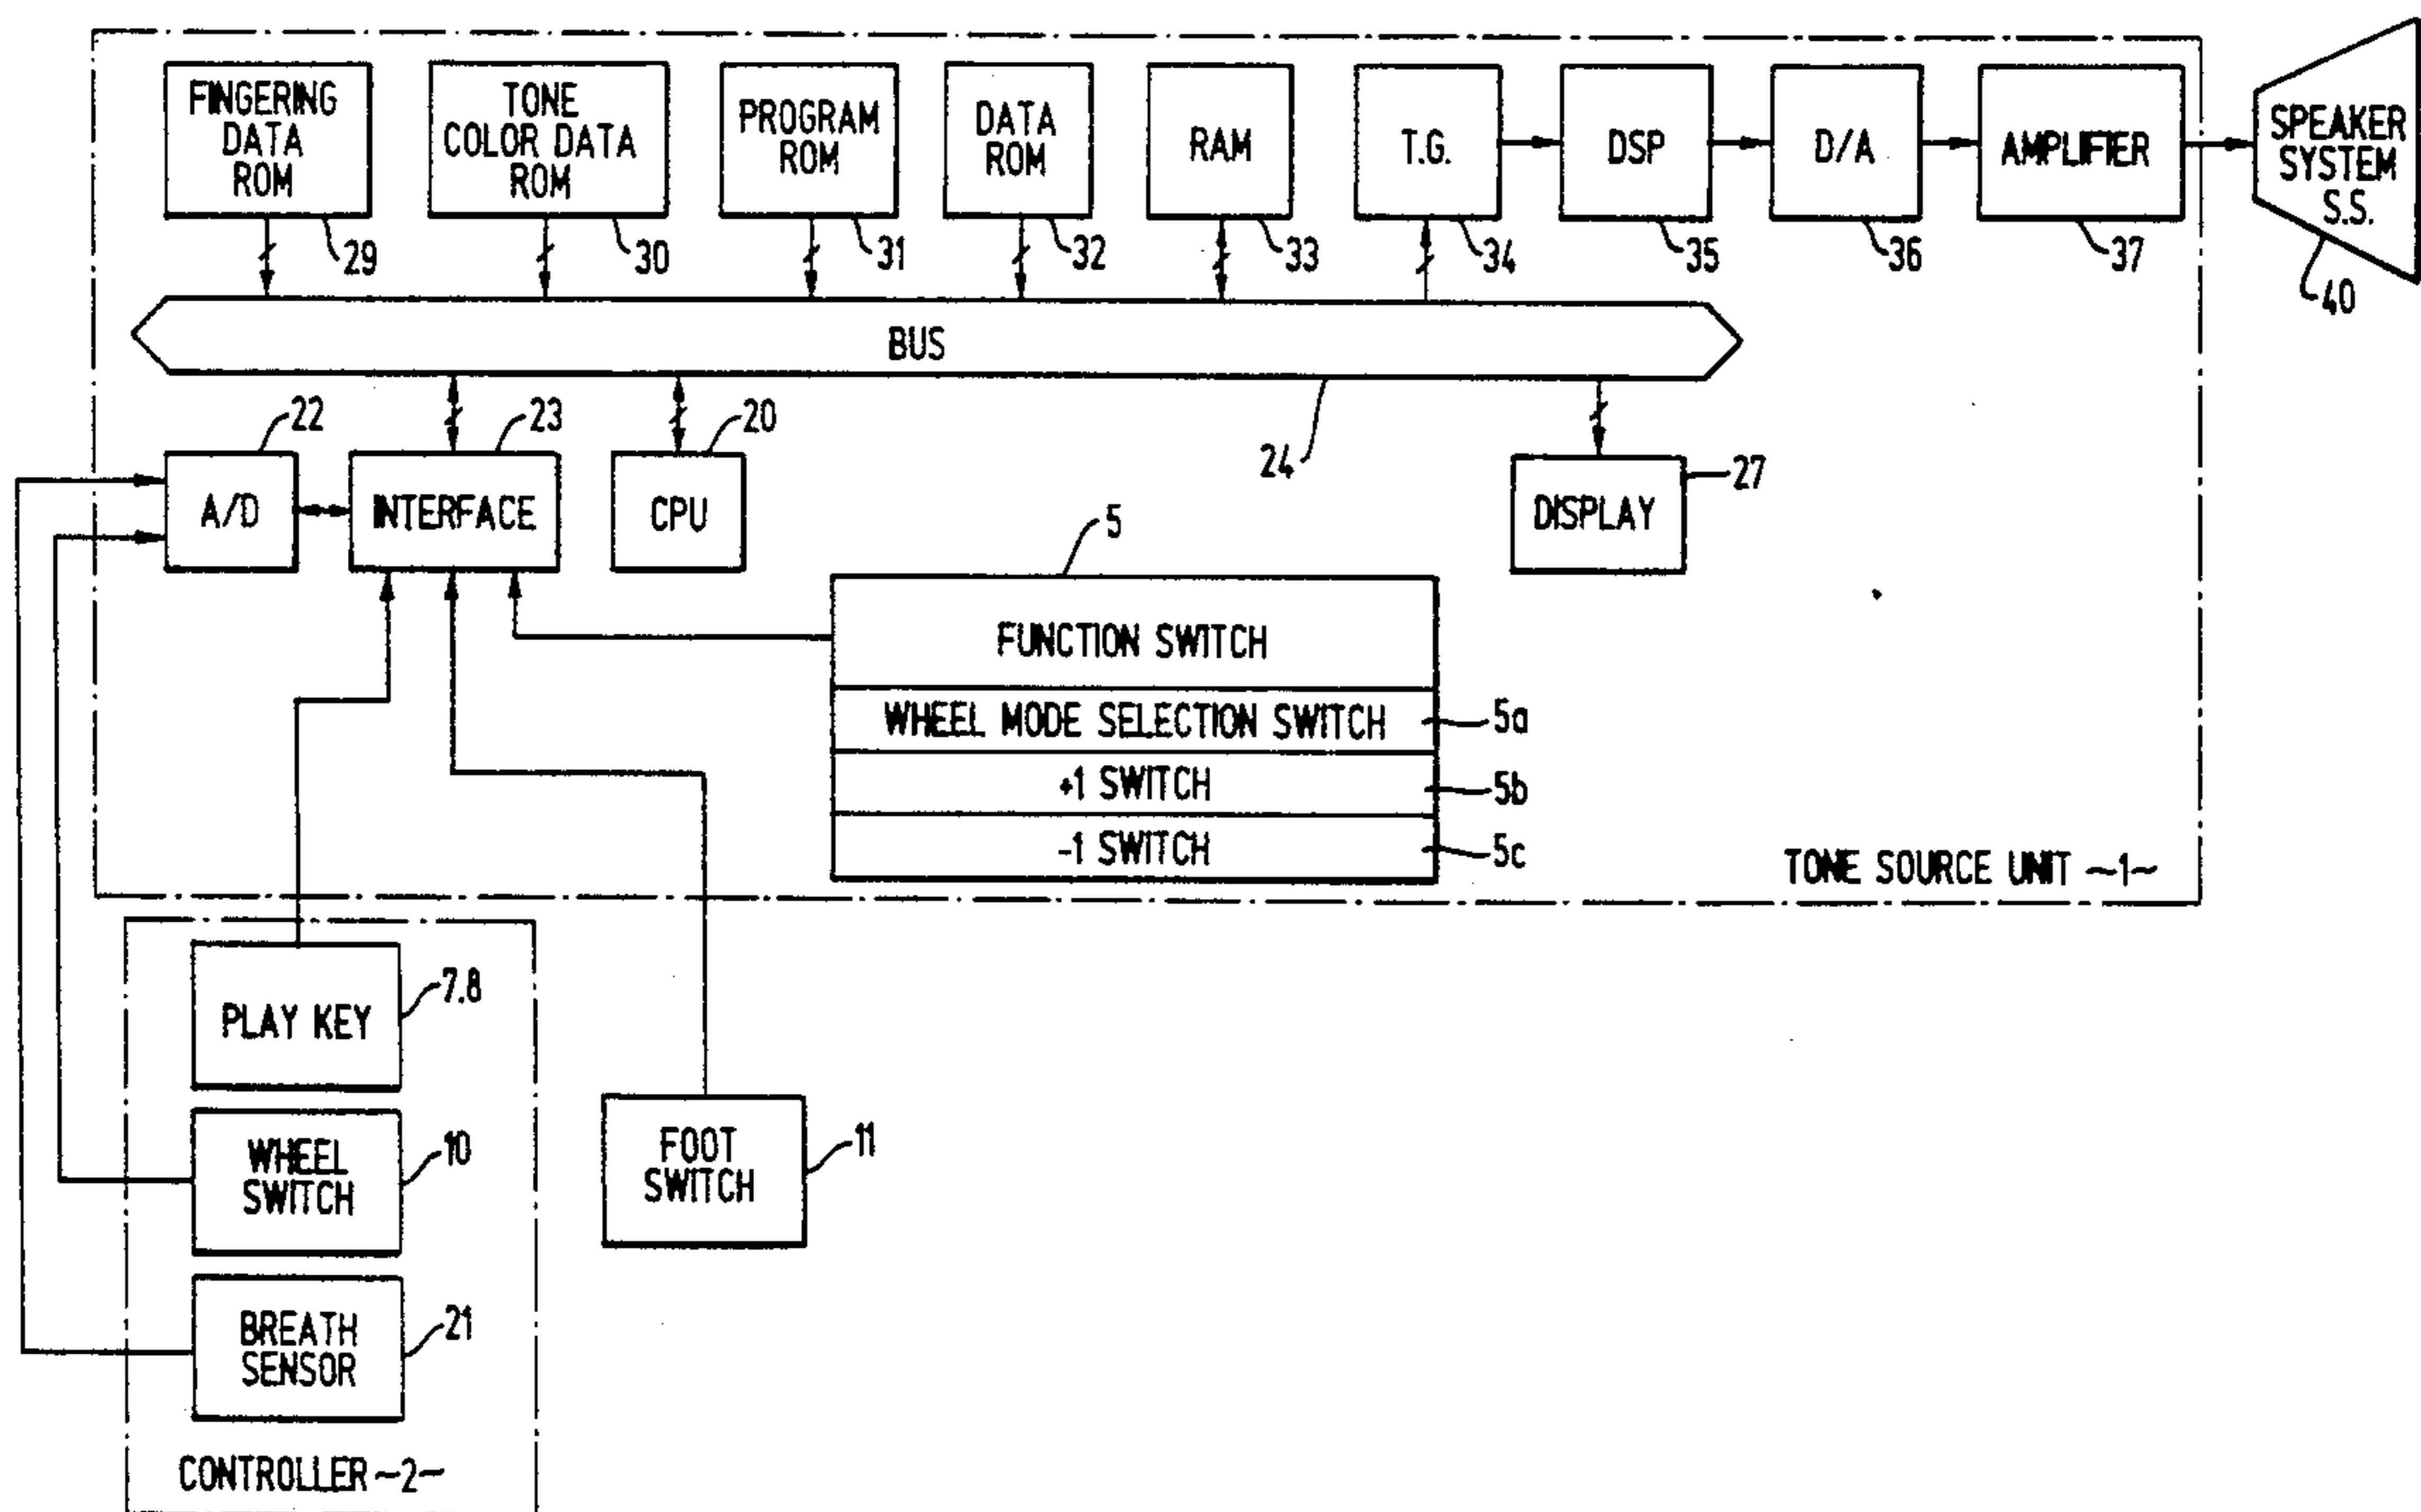 FINGERING
DATA
ROM
29
TONE
COLOR DATA
ROM
30
PROGRAM
ROM
31
DATA
ROM
32
RAM
33
T.G.
34
DSP
35
D/A
36
AMPLIFIER
37
SPEAKER
SYSTEM
S.S.
40
BUS
24
22
A/D
23
INTERFACE
20
CPU
27
DISPLAY
5
FUNCTION SWITCH
WHEEL MODE SELECTION SWITCH
5a
+1 SWITCH
5b
-1 SWITCH
5c
TONE SOURCE UNIT ~1~
PLAY KEY
7.8
WHEEL
SWITCH
10
FOOT
SWITCH
11
BREATH
SENSOR
21
CONTROLLER ~2~